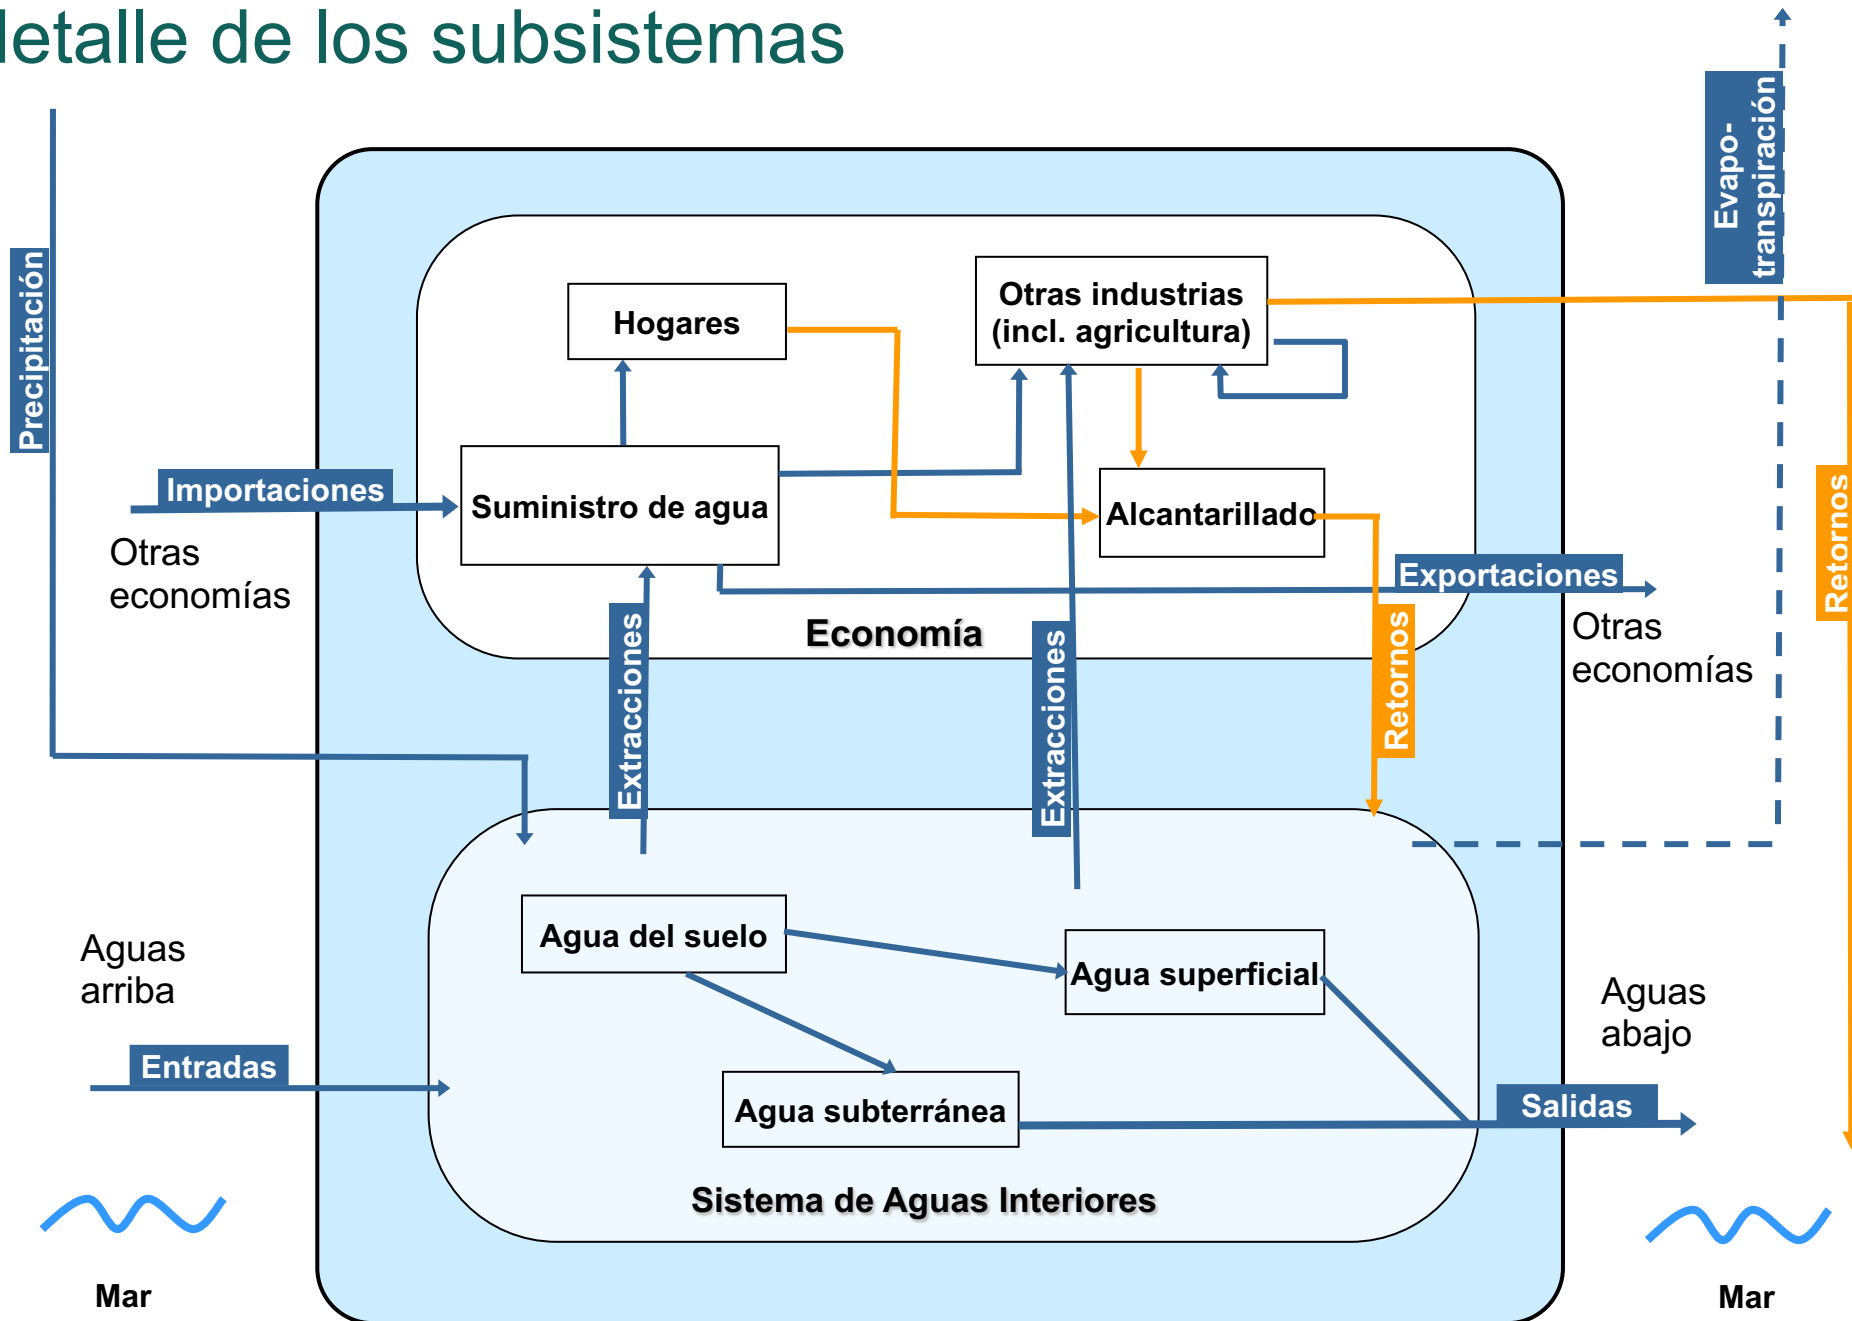 detalle de los subsistemas
Evapo-
transpiración
Precipitación
Hogares
Otras industrias
(incl. agricultura)
Importaciones
Suministro de agua
Alcantarillado
Retornos
Otras
economías
Exportaciones
Otras
economías
Economía
Extracciones
Extracciones
Retornos
Agua del suelo
Agua superficial
Aguas
arriba
Aguas
abajo
Entradas
Agua subterránea
Salidas
Sistema de Aguas Interiores
Mar
Mar